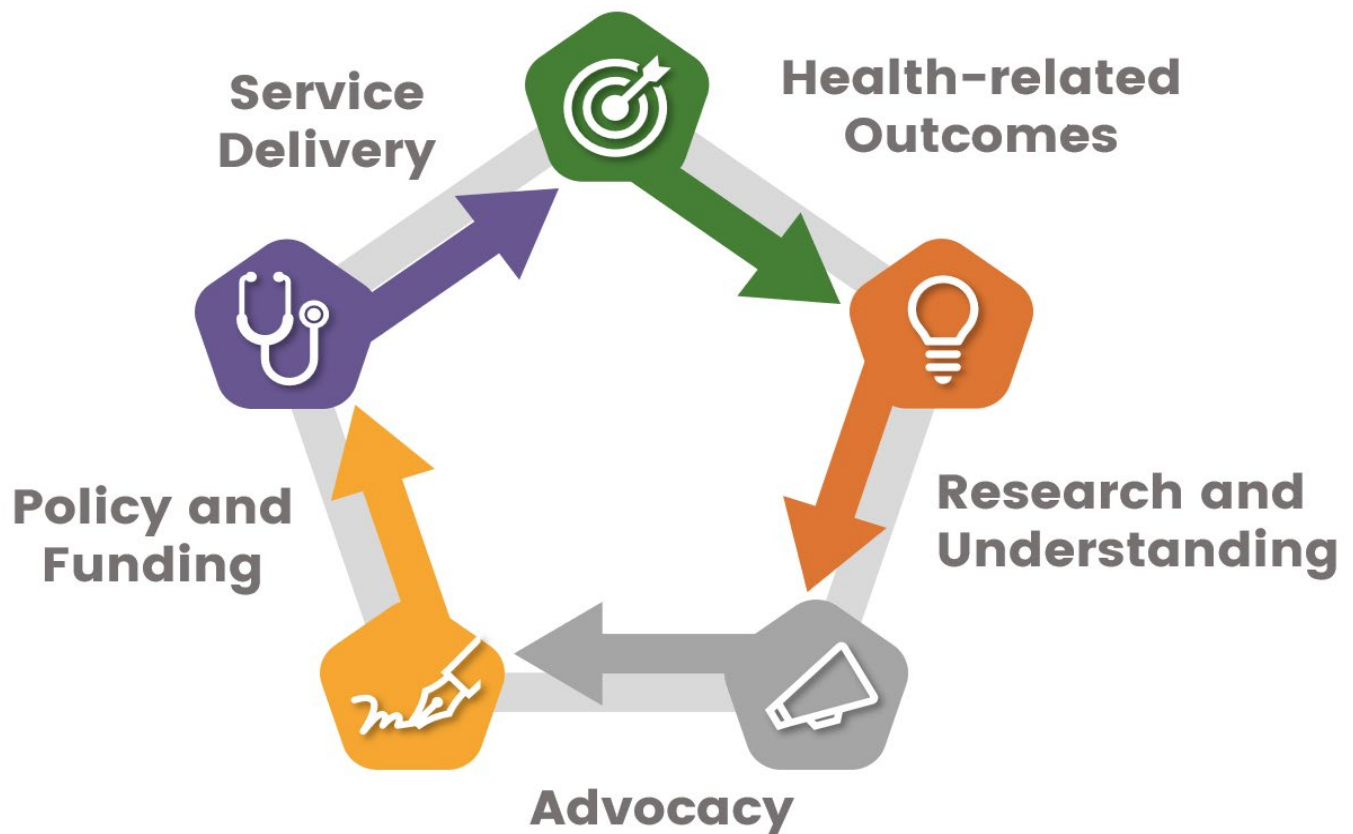 Service
Delivery
Health-related
Outcomes
Policy and
Funding
Research and
Understanding
Advocacy